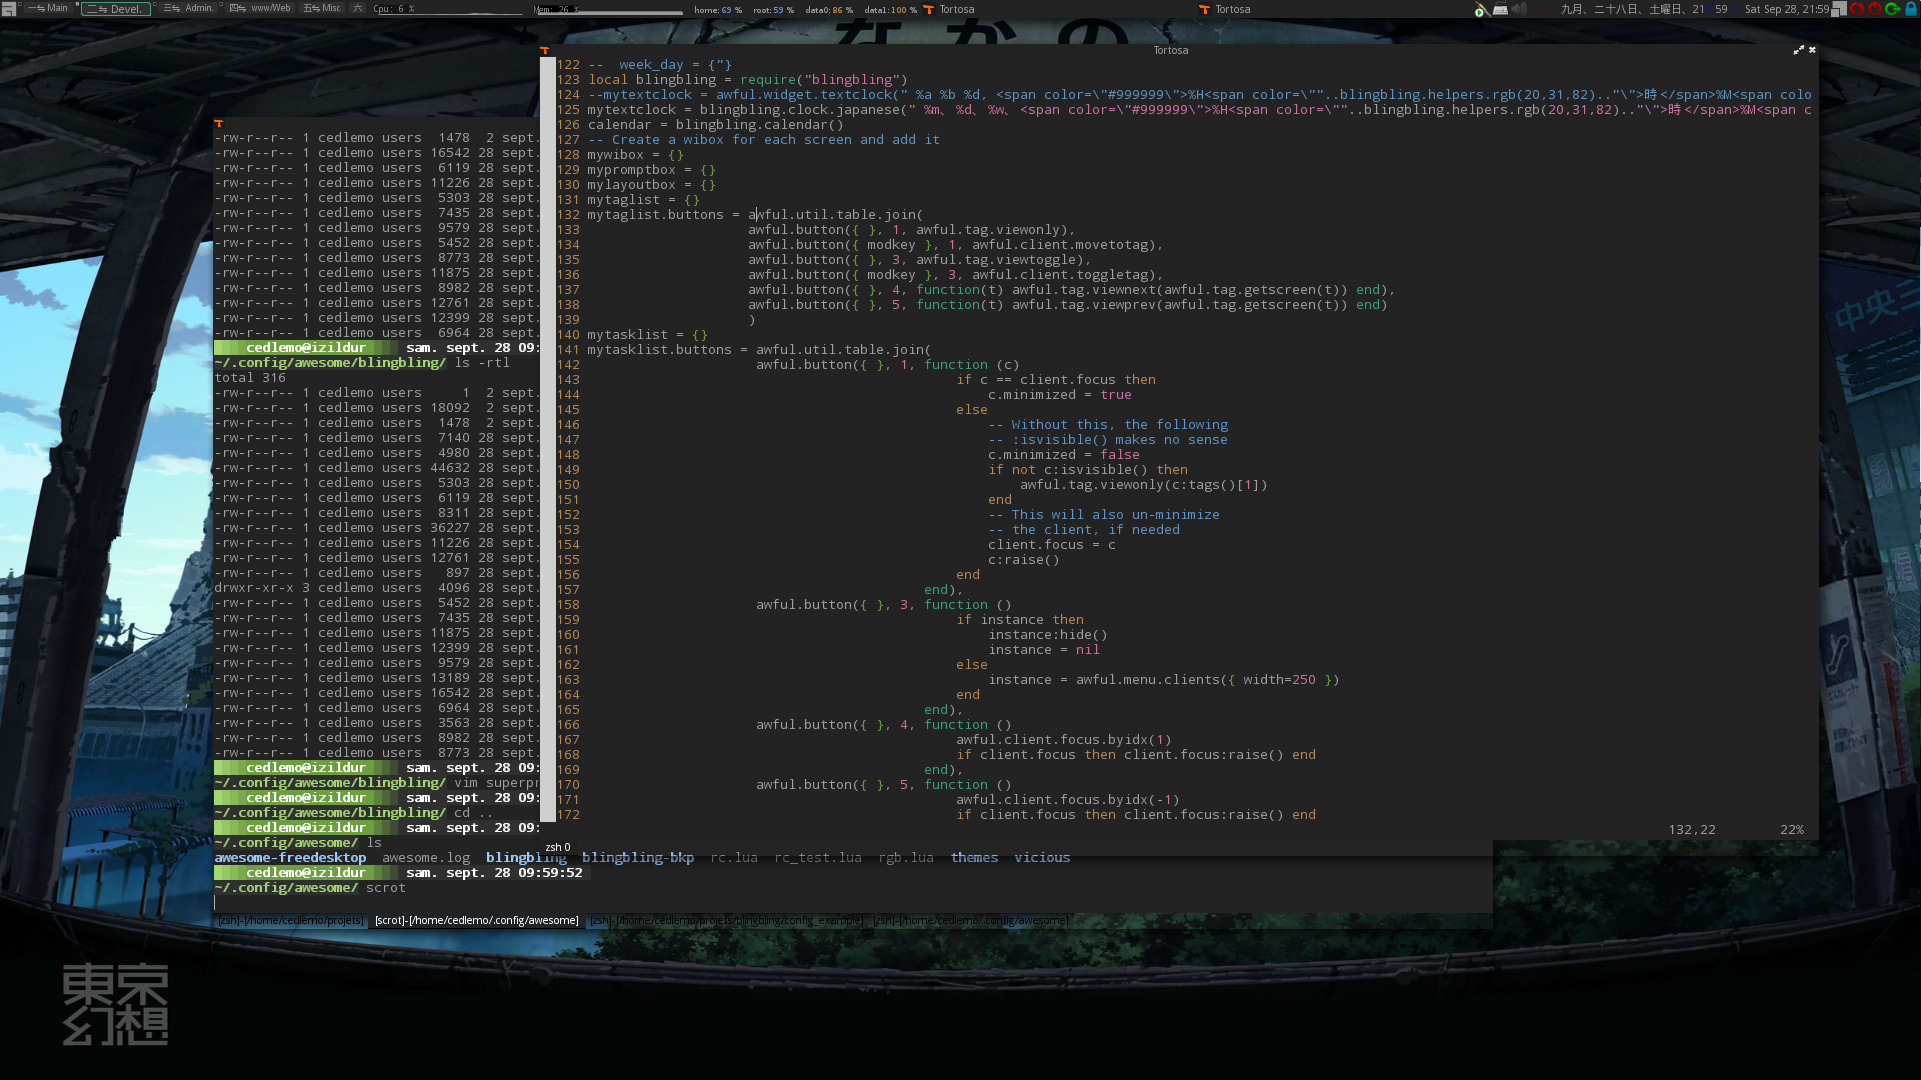 一 Main 二 Devel. 三 Admin. 四 www/Web 五 Misc 六 Cpu: 6 % Mem: 26 % home: 69 % root: 59 % data0: 86 % data1: 100 % Tortosa Tortosa 九月、二十八日、土曜日、21 59 Sat Sep 28, 21:59
Tortosa
122 --  week_day = {"}
123 local blingbling = require("blingbling")
124 --mytextclock = awful.widget.textclock(" %a %b %d, <span color=\"#999999\">%H<span color=\""..blingbling.helpers.rgb(20,31,82).."\">時</span>%M<span colo
125 mytextclock = blingbling.clock.japanese(" %m、%d、%w、<span color=\"#999999\">%H<span color=\""..blingbling.helpers.rgb(20,31,82).."\">時</span>%M<span c
126 calendar = blingbling.calendar()
127 -- Create a wibox for each screen and add it
128 mywibox = {}
129 mypromptbox = {}
130 mylayoutbox = {}
131 mytaglist = {}
132 mytaglist.buttons = awful.util.table.join(
133 awful.button({ }, 1, awful.tag.viewonly),
134 awful.button({ modkey }, 1, awful.client.movetotag),
135 awful.button({ }, 3, awful.tag.viewtoggle),
136 awful.button({ modkey }, 3, awful.client.toggletag),
137 awful.button({ }, 4, function(t) awful.tag.viewnext(awful.tag.getscreen(t)) end),
138 awful.button({ }, 5, function(t) awful.tag.viewprev(awful.tag.getscreen(t)) end)
139 )
140 mytasklist = {}
141 mytasklist.buttons = awful.util.table.join(
142 awful.button({ }, 1, function (c)
143 if c == client.focus then
144 c.minimized = true
145 else
146 -- Without this, the following
147 -- :isvisible() makes no sense
148 c.minimized = false
149 if not c:isvisible() then
150 awful.tag.viewonly(c:tags()[1])
151 end
152 -- This will also un-minimize
153 -- the client, if needed
154 client.focus = c
155 c:raise()
156 end
157 end),
158 awful.button({ }, 3, function ()
159 if instance then
160 instance:hide()
161 instance = nil
162 else
163 instance = awful.menu.clients({ width=250 })
164 end
165 end),
166 awful.button({ }, 4, function ()
167 awful.client.focus.byidx(1)
168 if client.focus then client.focus:raise() end
169 end),
170 awful.button({ }, 5, function ()
171 awful.client.focus.byidx(-1)
172 if client.focus then client.focus:raise() end
132,22 22%
zsh 0
-rw-r--r-- 1 cedlemo users  1478  2 sept.
-rw-r--r-- 1 cedlemo users 16542 28 sept.
-rw-r--r-- 1 cedlemo users  6119 28 sept.
-rw-r--r-- 1 cedlemo users 11226 28 sept.
-rw-r--r-- 1 cedlemo users  5303 28 sept.
-rw-r--r-- 1 cedlemo users  7435 28 sept.
-rw-r--r-- 1 cedlemo users  9579 28 sept.
-rw-r--r-- 1 cedlemo users  5452 28 sept.
-rw-r--r-- 1 cedlemo users  8773 28 sept.
-rw-r--r-- 1 cedlemo users 11875 28 sept.
-rw-r--r-- 1 cedlemo users  8982 28 sept.
-rw-r--r-- 1 cedlemo users 12761 28 sept.
-rw-r--r-- 1 cedlemo users 12399 28 sept.
-rw-r--r-- 1 cedlemo users  6964 28 sept.
cedlemo@izildur sam. sept. 28 09:
~/.config/awesome/blingbling/ ls -rtl
total 316
-rw-r--r-- 1 cedlemo users     1  2 sept.
-rw-r--r-- 1 cedlemo users 18092  2 sept.
-rw-r--r-- 1 cedlemo users  1478  2 sept.
-rw-r--r-- 1 cedlemo users  7140 28 sept.
-rw-r--r-- 1 cedlemo users  4980 28 sept.
-rw-r--r-- 1 cedlemo users 44632 28 sept.
-rw-r--r-- 1 cedlemo users  5303 28 sept.
-rw-r--r-- 1 cedlemo users  6119 28 sept.
-rw-r--r-- 1 cedlemo users  8311 28 sept.
-rw-r--r-- 1 cedlemo users 36227 28 sept.
-rw-r--r-- 1 cedlemo users 11226 28 sept.
-rw-r--r-- 1 cedlemo users 12761 28 sept.
-rw-r--r-- 1 cedlemo users   897 28 sept.
drwxr-xr-x 3 cedlemo users  4096 28 sept.
-rw-r--r-- 1 cedlemo users  5452 28 sept.
-rw-r--r-- 1 cedlemo users  7435 28 sept.
-rw-r--r-- 1 cedlemo users 11875 28 sept.
-rw-r--r-- 1 cedlemo users 12399 28 sept.
-rw-r--r-- 1 cedlemo users  9579 28 sept.
-rw-r--r-- 1 cedlemo users 13189 28 sept.
-rw-r--r-- 1 cedlemo users 16542 28 sept.
-rw-r--r-- 1 cedlemo users  6964 28 sept.
-rw-r--r-- 1 cedlemo users  3563 28 sept.
-rw-r--r-- 1 cedlemo users  8982 28 sept.
-rw-r--r-- 1 cedlemo users  8773 28 sept.
cedlemo@izildur sam. sept. 28 09:
~/.config/awesome/blingbling/ vim superpr
cedlemo@izildur sam. sept. 28 09:
~/.config/awesome/blingbling/ cd ..
cedlemo@izildur sam. sept. 28 09:
~/.config/awesome/ ls
awesome-freedesktop  awesome.log  blingbling  blingbling-bkp  rc.lua  rc_test.lua  rgb.lua  themes  vicious
cedlemo@izildur sam. sept. 28 09:59:52
~/.config/awesome/ scrot
[zsh]-[/home/cedlemo/projets] [scrot]-[/home/cedlemo/.config/awesome] [zsh]-[/home/cedlemo/projets/blingbling/config_example] [zsh]-[/home/cedlemo/.config/awesome]
なかの
中央三
東京
幻想